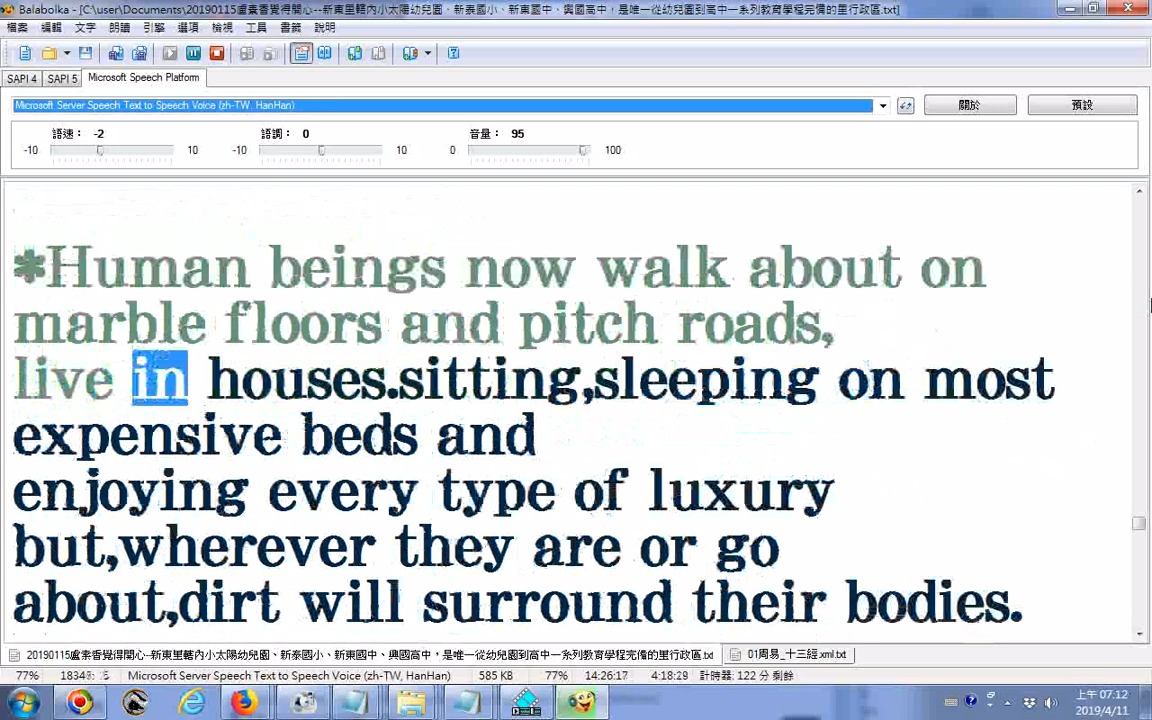 Balabolka - [C:\user\Documents\20190115盧素香覺得開心--新東里轄內小太陽幼兒園、新泰國小、新東國中、興國高中，是唯一從幼兒園到高中一系列教育學程完備的里行政區.txt]
檔案 編輯 文字 朗讀 引擎 選項 檢視 工具 書籤 說明
SAPI 4 SAPI 5 Microsoft Speech Platform
Microsoft Server Speech Text to Speech Voice (zh-TW, HanHan) 關於 預設
語速： -2 語調： 0 音量： 95
-10 10 -10 10 0 100
*Human beings now walk about on
marble floors and pitch roads,
live in houses.sitting,sleeping on most
expensive beds and
enjoying every type of luxury
but,wherever they are or go
about,dirt will surround their bodies.
20190115盧素香覺得開心--新東里轄內小太陽幼兒園、新泰國小、新東國中、興國高中，是唯一從幼兒園到高中一系列教育學程完備的里行政區.txt 01周易_十三經.xml.txt
77% Microsoft Server Speech Text to Speech Voice (zh-TW, HanHan) 585 KB 77% 14:26:17 4:18:29 計時器: 122 分 剩餘
上午 07:12
2019/4/11